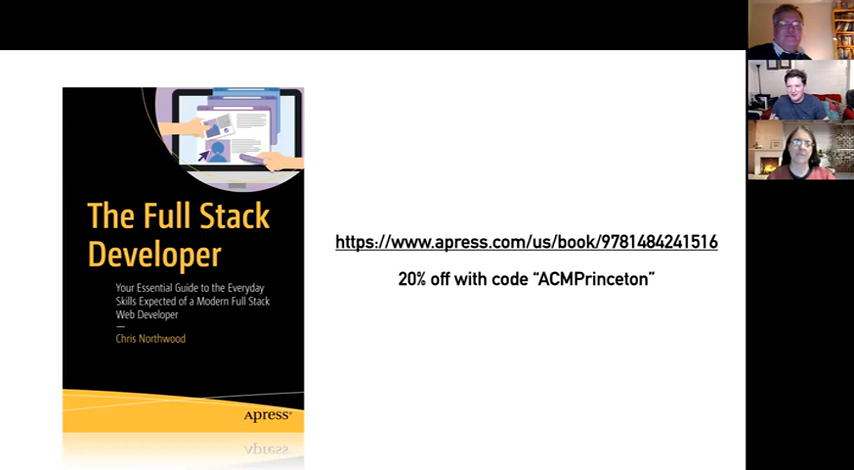 The Full Stack
Developer
Your Essential Guide to the Everyday
Skills Expected of a Modern Full Stack
Web Developer
—
Chris Northwood
Apress®
https://www.apress.com/us/book/9781484241516
20% off with code “ACMPrinceton”